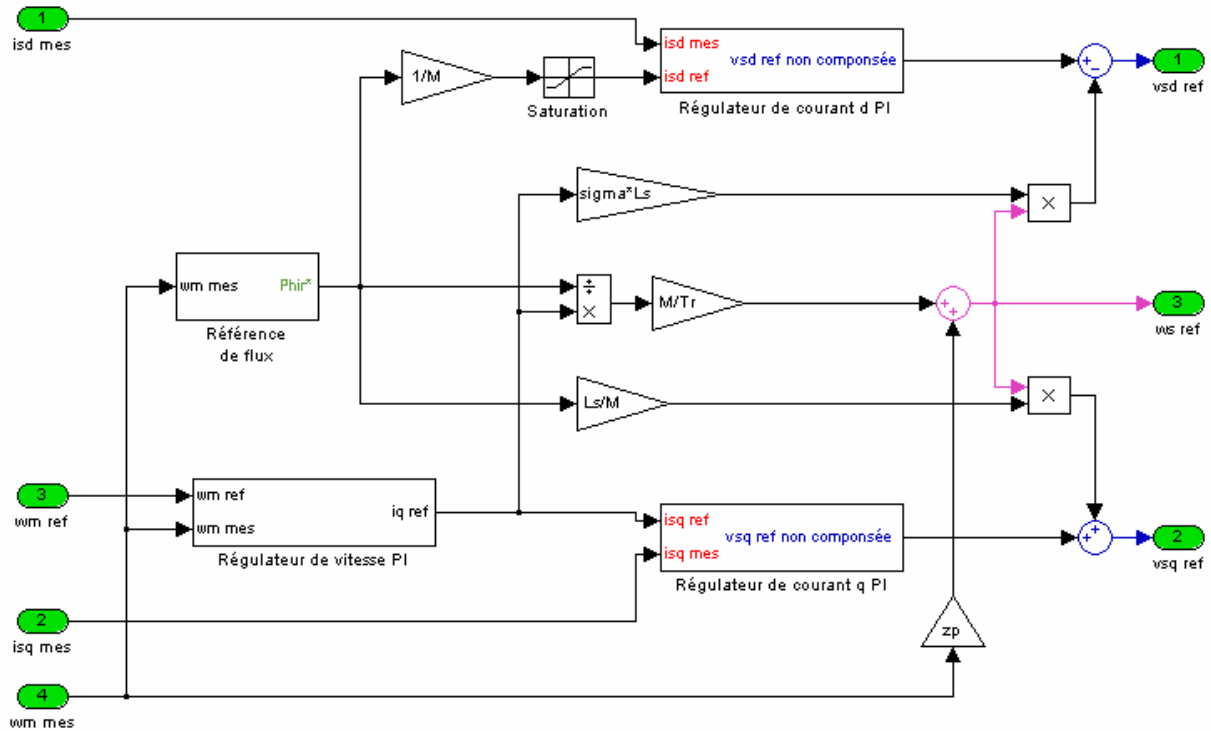 1
isd mes
isd mes
isd ref
vsd ref non composée
Régulateur de courant d PI
1/M
Saturation
+
−
1
vsd ref
sigma*Ls
×
wm mes
Phir*
Référence
de flux
÷
×
M/Tr
+
+
3
ws ref
Ls/M
×
3
wm ref
wm ref
wm mes
iq ref
Régulateur de vitesse PI
isq ref
isq mes
vsq ref non composée
Régulateur de courant q PI
+
+
2
vsq ref
2
isq mes
zp
4
wm mes